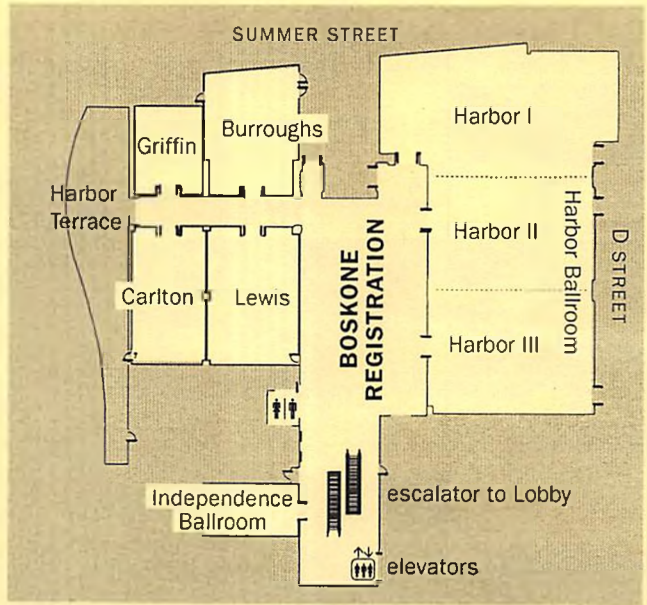 SUMMER STREET
Griffin
Burroughs
Harbor I
Harbor
Terrace
Harbor II
Harbor Ballroom
D STREET
Carlton
Lewis
BOSKONE
REGISTRATION
Harbor III
Independence
Ballroom
escalator to Lobby
elevators